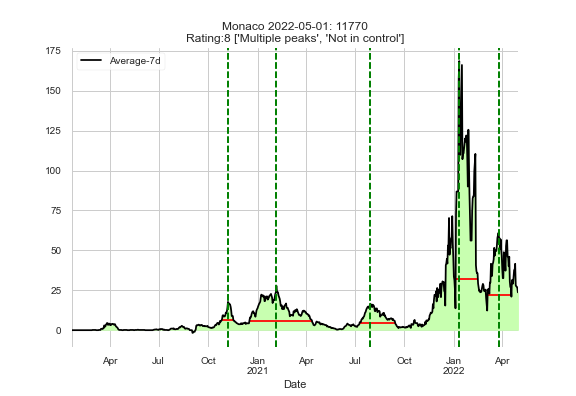 Monaco 2022-05-01: 11770
Rating:8 ['Multiple peaks', 'Not in control']
Average-7d
175
150
125
100
75
50
25
0
Apr Jul Oct Jan Apr Jul Oct Jan Apr
2021 2022
Date